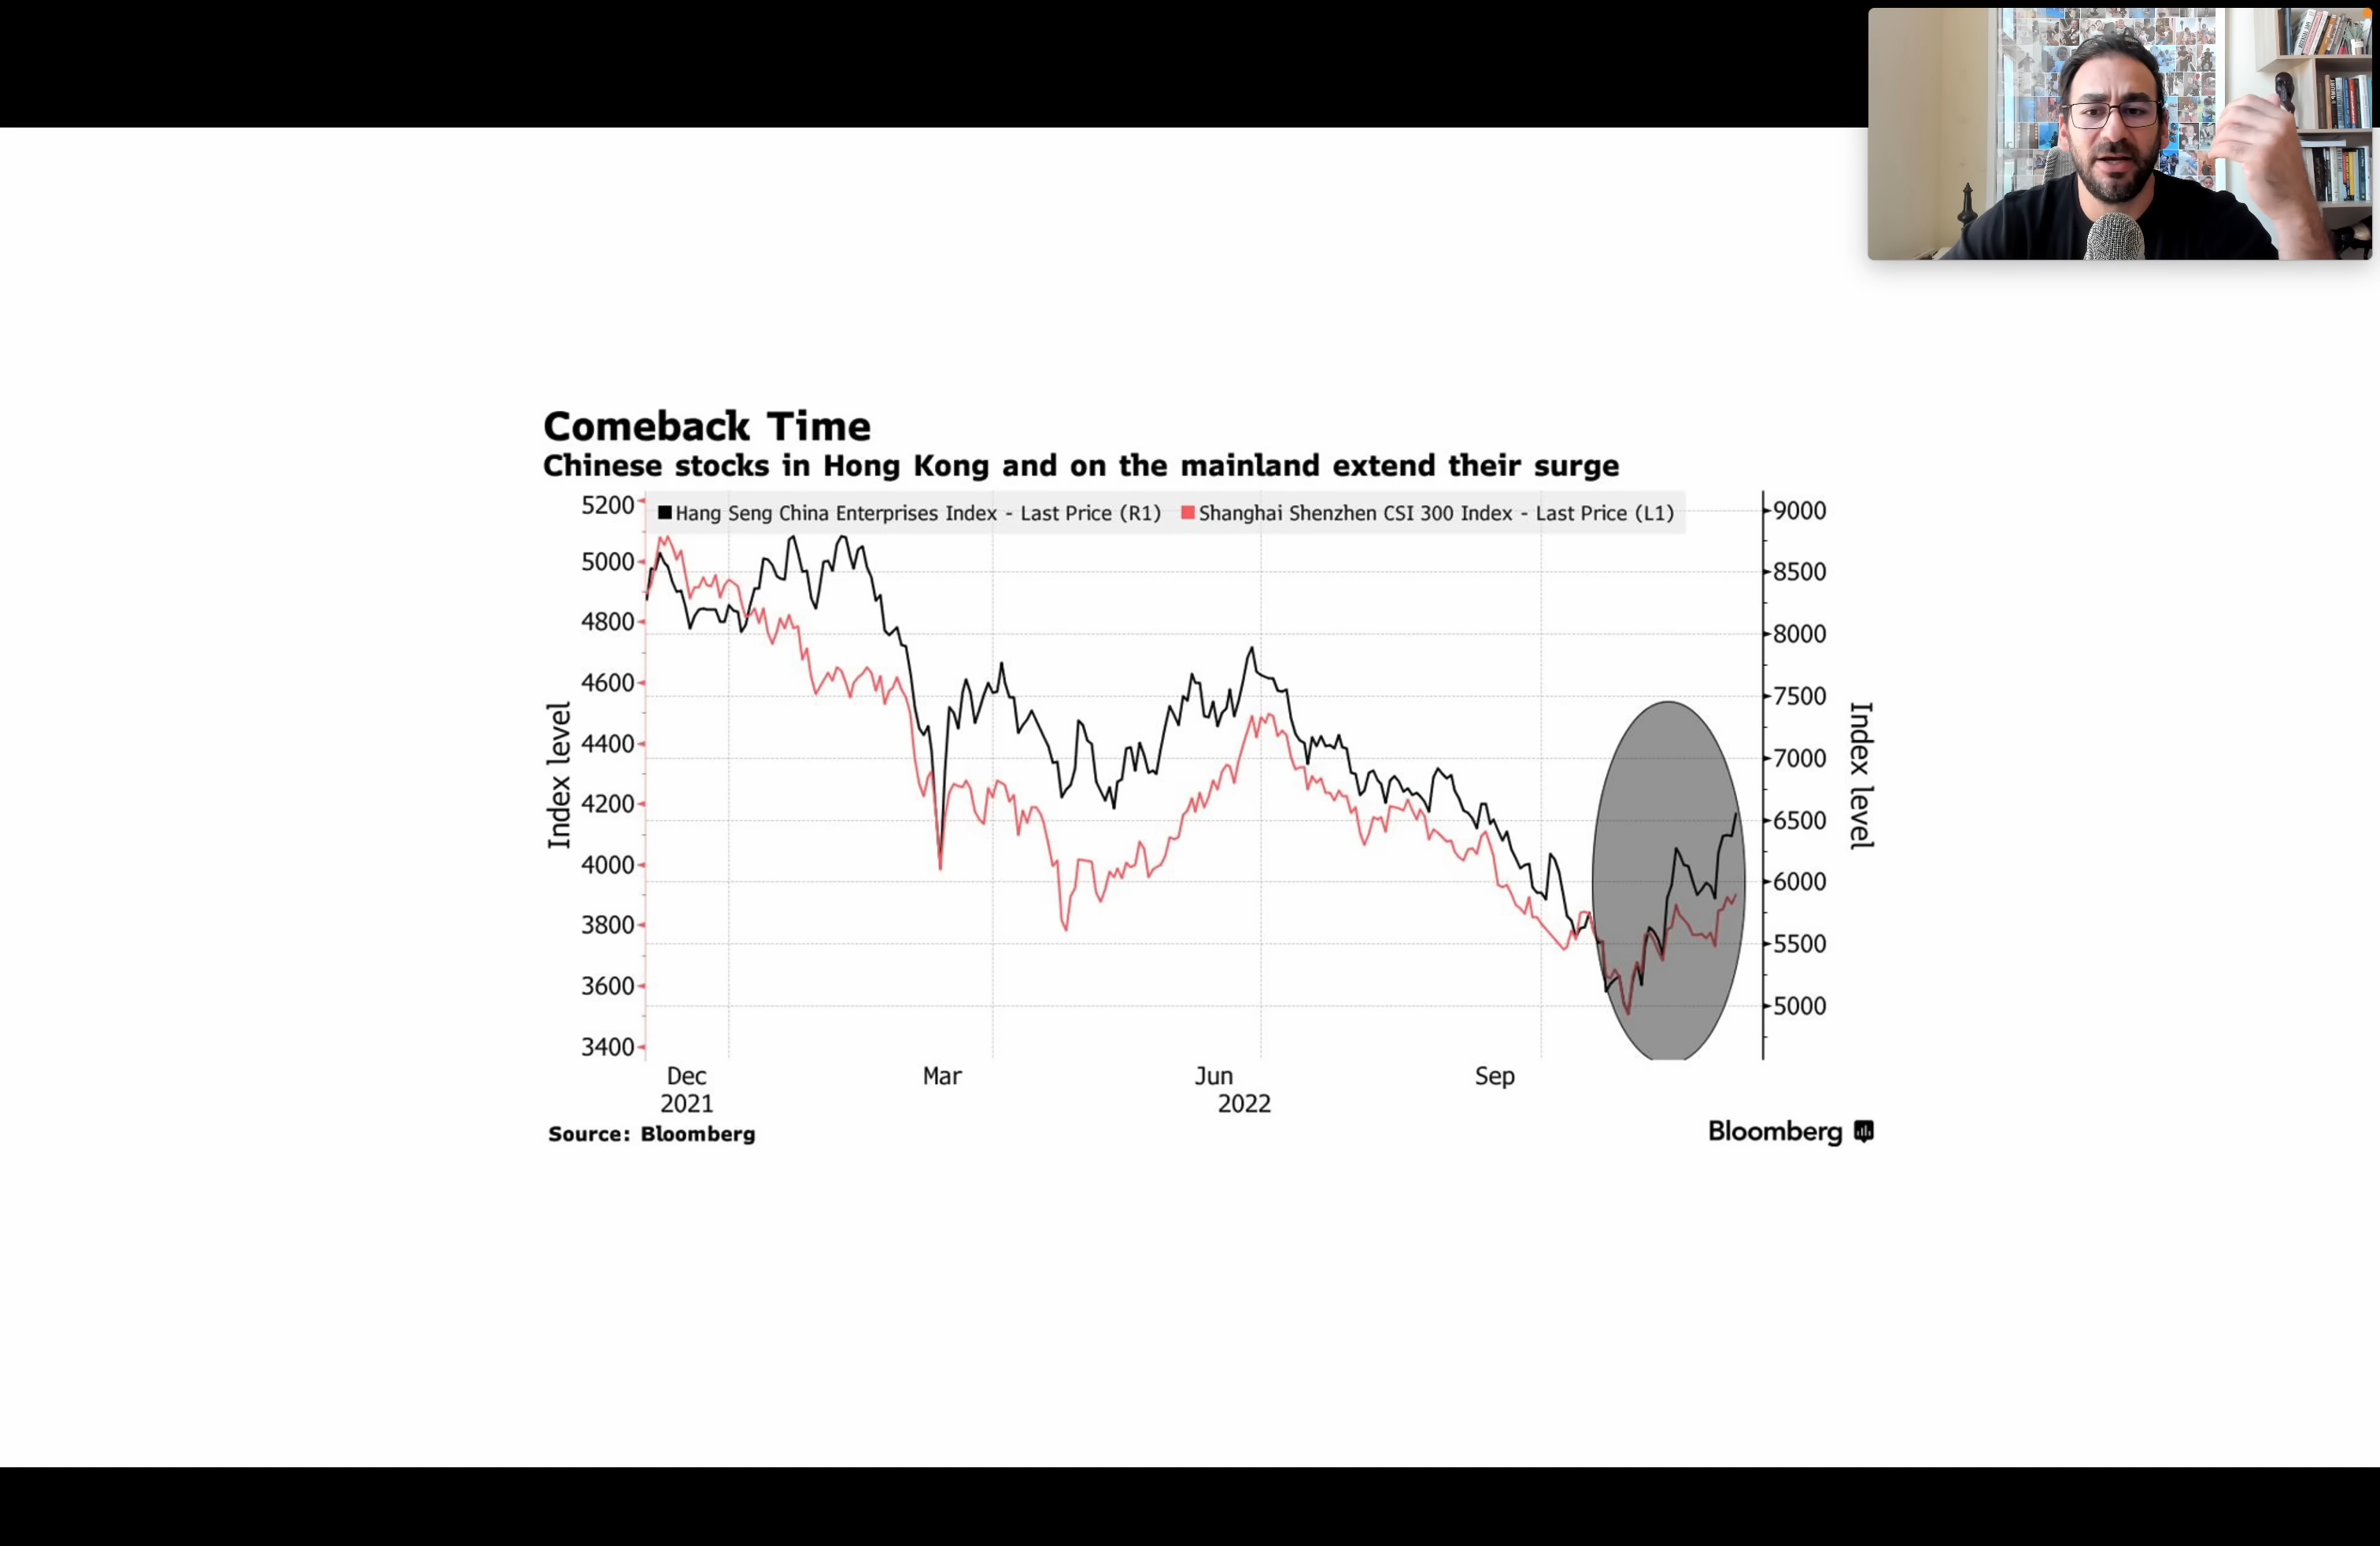 Comeback Time
Chinese stocks in Hong Kong and on the mainland extend their surge
Hang Seng China Enterprises Index - Last Price (R1) Shanghai Shenzhen CSI 300 Index - Last Price (L1)
5200
5000
4800
4600
4400
4200
4000
3800
3600
3400
Index level
9000
8500
8000
7500
7000
6500
6000
5500
5000
Index level
Dec Mar Jun Sep
2021 2022
Source: Bloomberg
Bloomberg